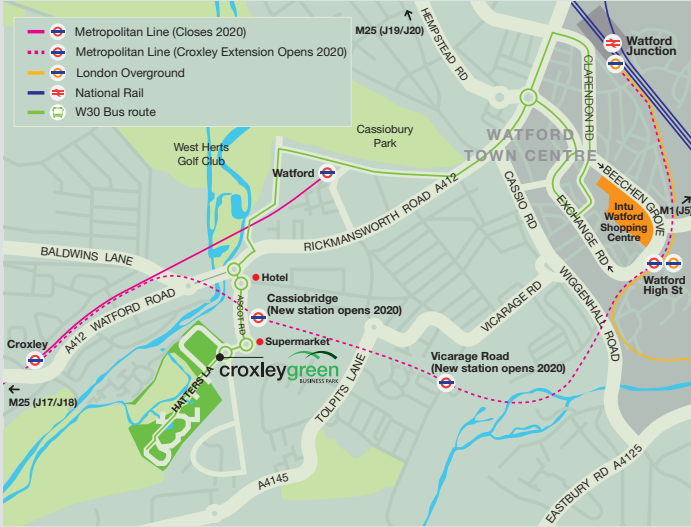 Metropolitan Line (Closes 2020)
Metropolitan Line (Croxley Extension Opens 2020)
London Overground
National Rail
W30 Bus route
M25 (J19/J20)
HEMPSTEAD RD
Watford
Junction
CLARENDON RD
West Herts
Golf Club
Cassiobury
Park
WATFORD
TOWN CENTRE
Watford
BEECHEN GROVE
CASSIO RD
EXCHANGE RD
Intu
Watford
Shopping
Centre
M1(J5)
RICKMANSWORTH ROAD A412
BALDWINS LANE
Hotel
WIGGENHALL ROAD
Watford
High St
A412 WATFORD ROAD
ASCOT RD
Cassiobridge
(New station opens 2020)
VICARAGE RD
Croxley
Supermarket
Vicarage Road
(New station opens 2020)
croxleygreen
BUSINESS PARK
HATTERS LA
TOLPITS LANE
M25 (J17/J18)
A4145
EASTBURY RD A4125